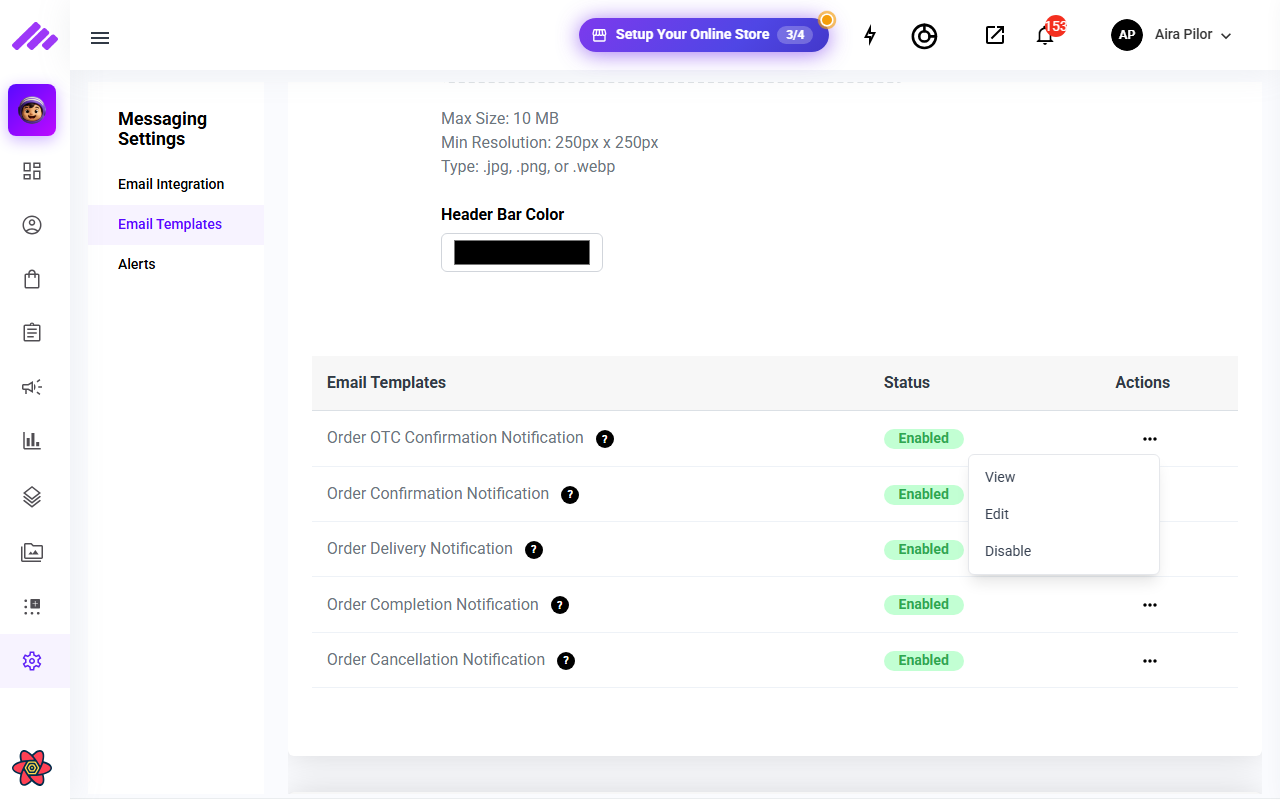 Setup Your Online Store 3/4
153
AP Aira Pilor
Messaging
Settings
Email Integration
Email Templates
Alerts
Max Size: 10 MB
Min Resolution: 250px x 250px
Type: .jpg, .png, or .webp
Header Bar Color
Email Templates Status Actions
Order OTC Confirmation Notification ? Enabled
Order Confirmation Notification ? Enabled
Order Delivery Notification ? Enabled
Order Completion Notification ? Enabled
Order Cancellation Notification ? Enabled
View
Edit
Disable